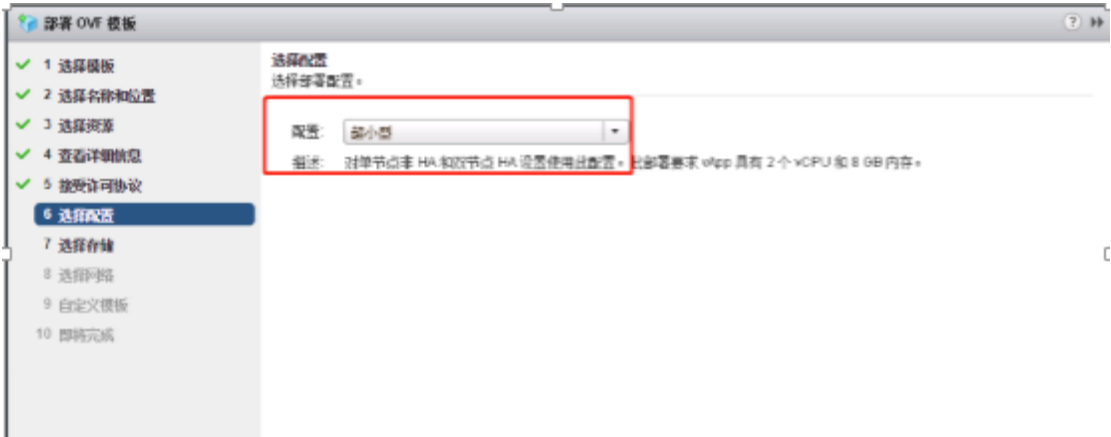 部署 OVF 模板
1 选择模板
2 选择名称和位置
3 选择资源
4 查看详细信息
5 接受许可协议
6 选择配置
7 选择存储
8 选择网络
9 自定义模板
10 即将完成
选择配置
选择部署配置。
配置: 超小型
描述: 对单节点非 HA 和双节点 HA 设置使用此配置。此部署要求 vApp 具有 2 个 vCPU 和 8 GB 内存。